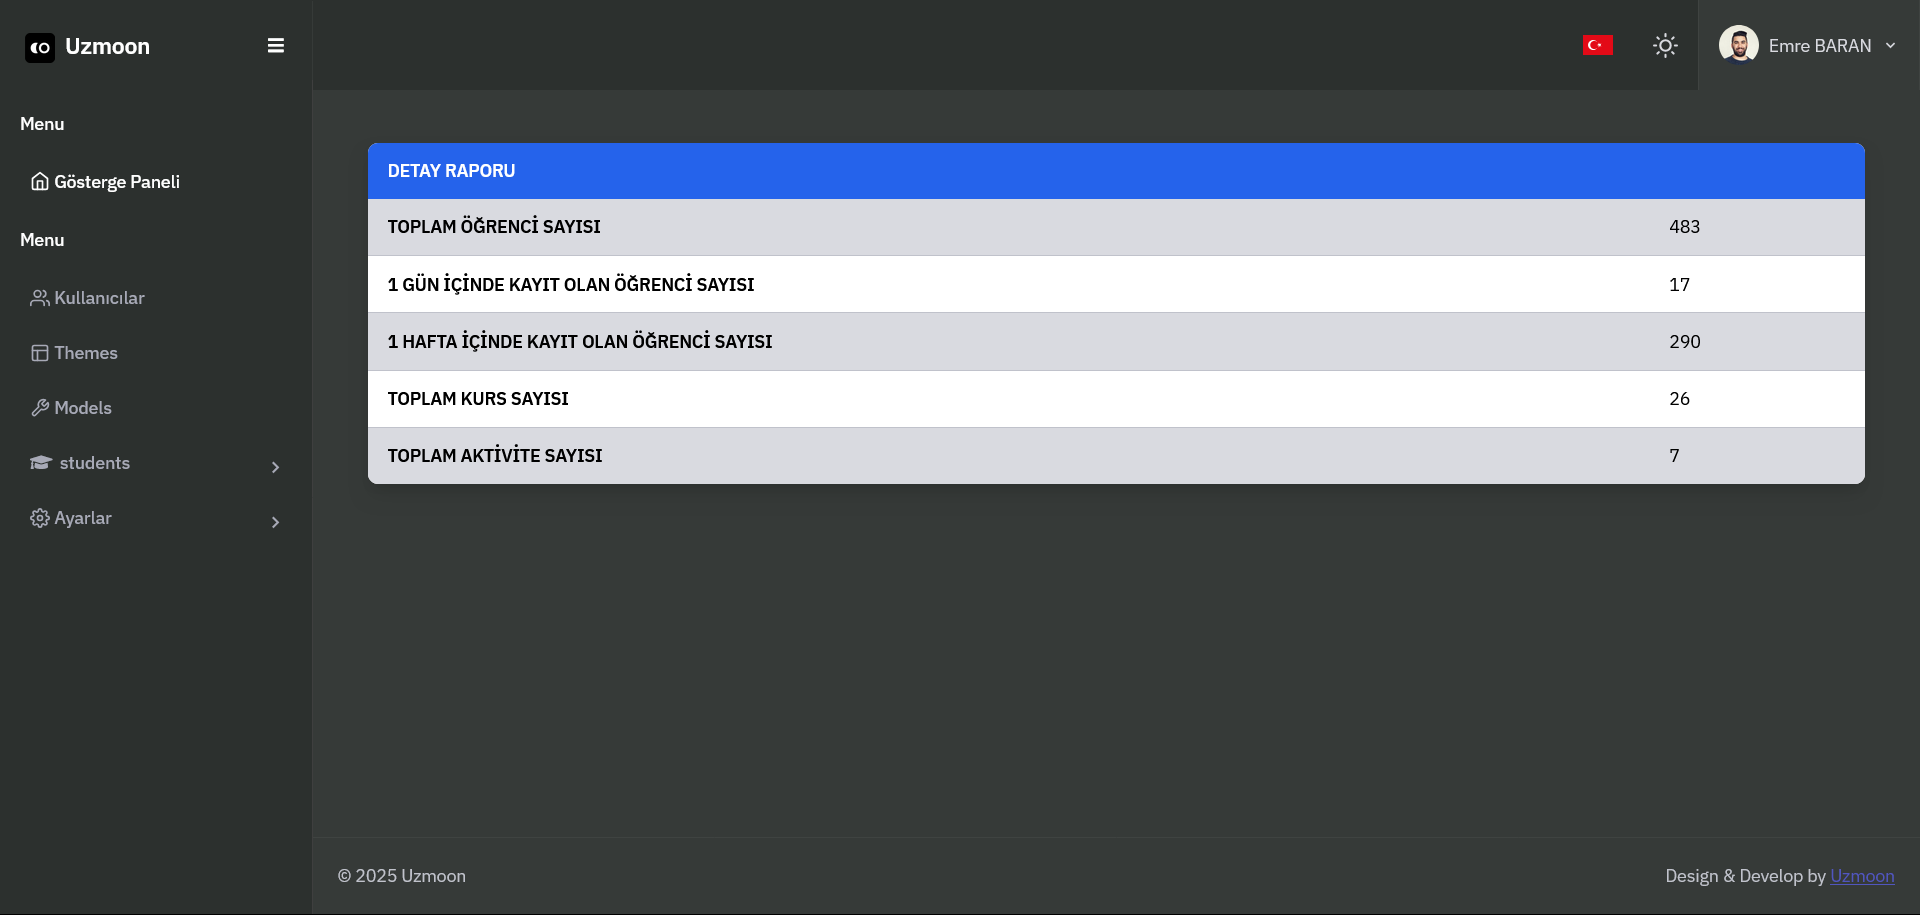 Uzmoon
Emre BARAN
Menu
Gösterge Paneli
Menu
Kullanıcılar
Themes
Models
students
Ayarlar
DETAY RAPORU
TOPLAM ÖĞRENCİ SAYISI 483
1 GÜN İÇİNDE KAYIT OLAN ÖĞRENCİ SAYISI 17
1 HAFTA İÇİNDE KAYIT OLAN ÖĞRENCİ SAYISI 290
TOPLAM KURS SAYISI 26
TOPLAM AKTİVİTE SAYISI 7
© 2025 Uzmoon
Design & Develop by Uzmoon